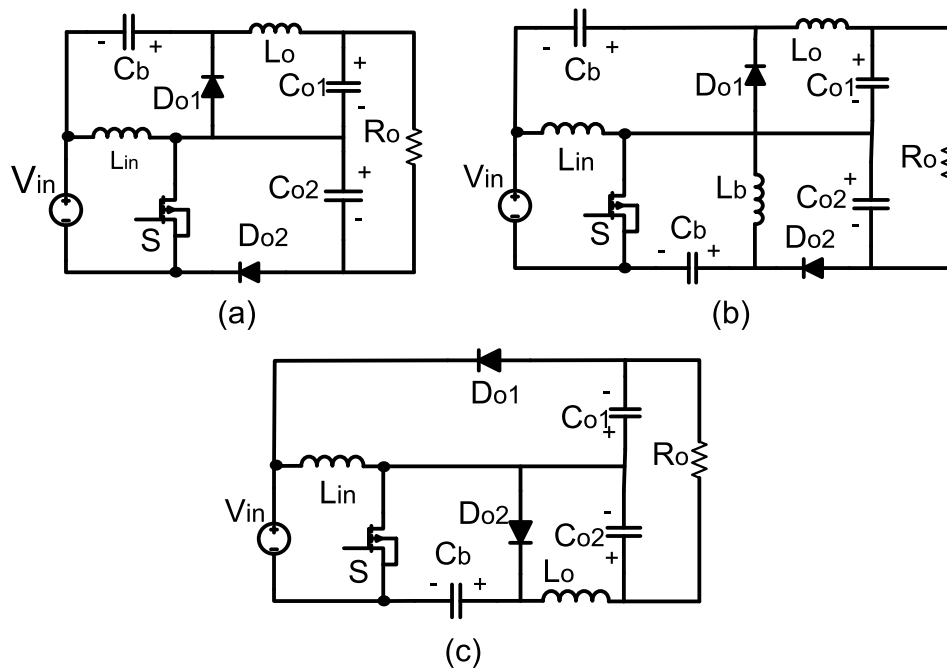 - + Cb Lo
Do1 + Co1 -
Lin Ro
Vin + - S + Co2 -
Do2
(a)
- + Cb Lo
Do1 + Co1 -
Lin Ro
Vin + - S Lb + Co2 -
- Cb + Do2
(b)
Do1 - Co1 +
Lin Ro
Vin + - S Do2 - Co2 +
- Cb + Lo
(c)